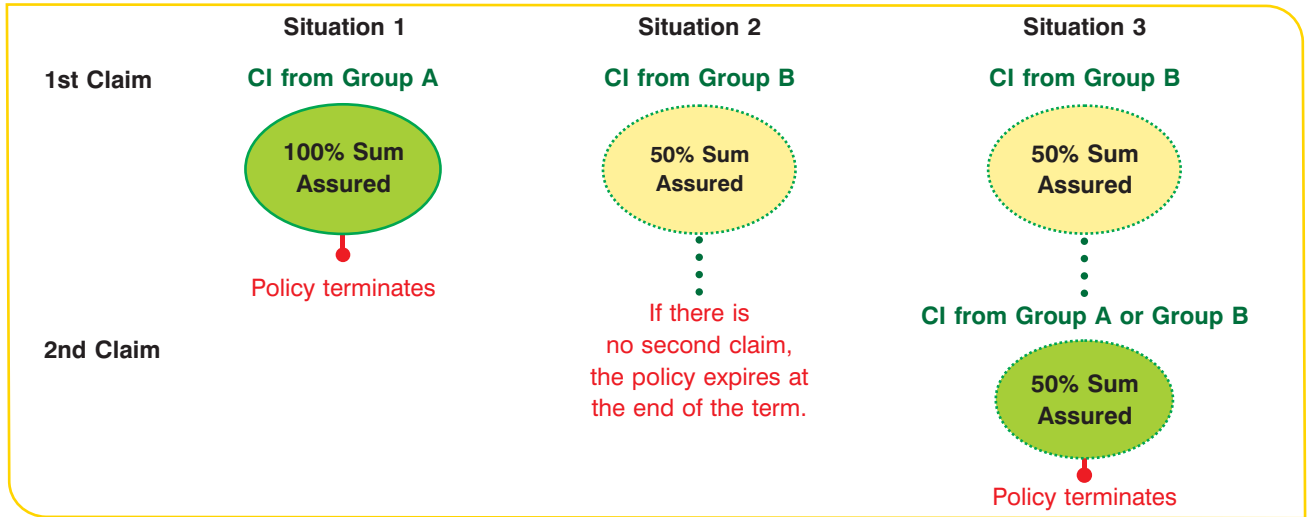 Situation 1
Situation 2
Situation 3
1st Claim
CI from Group A
CI from Group B
CI from Group B
100% Sum
Assured
50% Sum
Assured
50% Sum
Assured
Policy terminates
2nd Claim
If there is
no second claim,
the policy expires at
the end of the term.
CI from Group A or Group B
50% Sum
Assured
Policy terminates